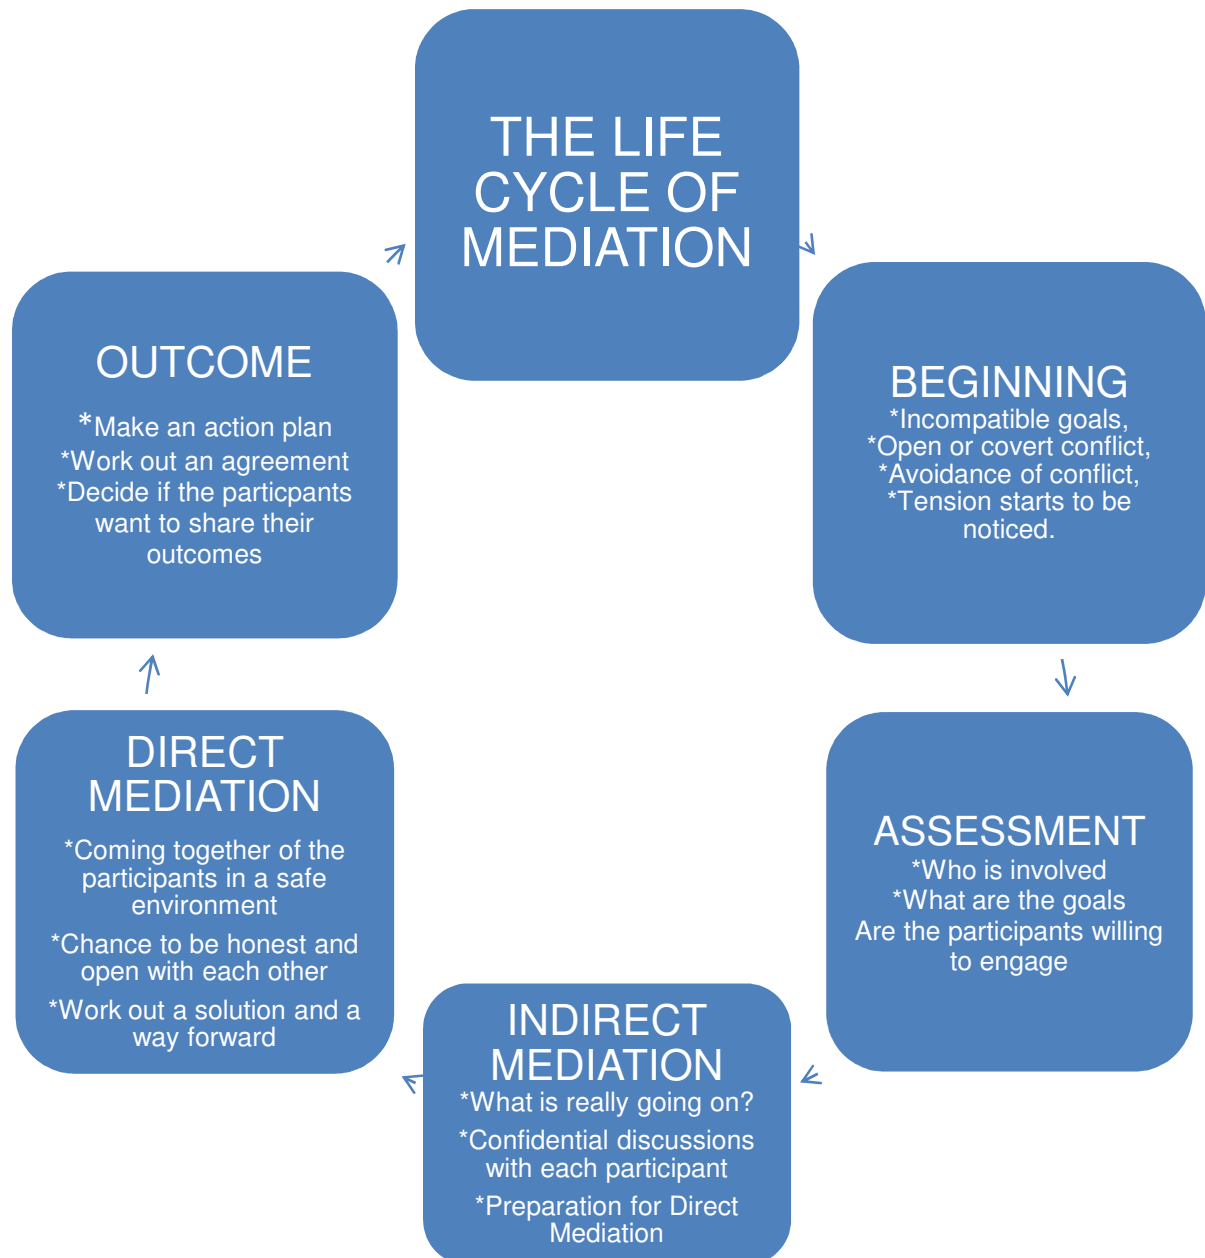 THE LIFE
CYCLE OF
MEDIATION
BEGINNING
*Incompatible goals,
*Open or covert conflict,
*Avoidance of conflict,
*Tension starts to be
noticed.
ASSESSMENT
*Who is involved
*What are the goals
Are the participants willing
to engage
INDIRECT
MEDIATION
*What is really going on?
*Confidential discussions
with each participant
*Preparation for Direct
Mediation
DIRECT
MEDIATION
*Coming together of the
participants in a safe
environment
*Chance to be honest and
open with each other
*Work out a solution and a
way forward
OUTCOME
*Make an action plan
*Work out an agreement
*Decide if the particpants
want to share their
outcomes